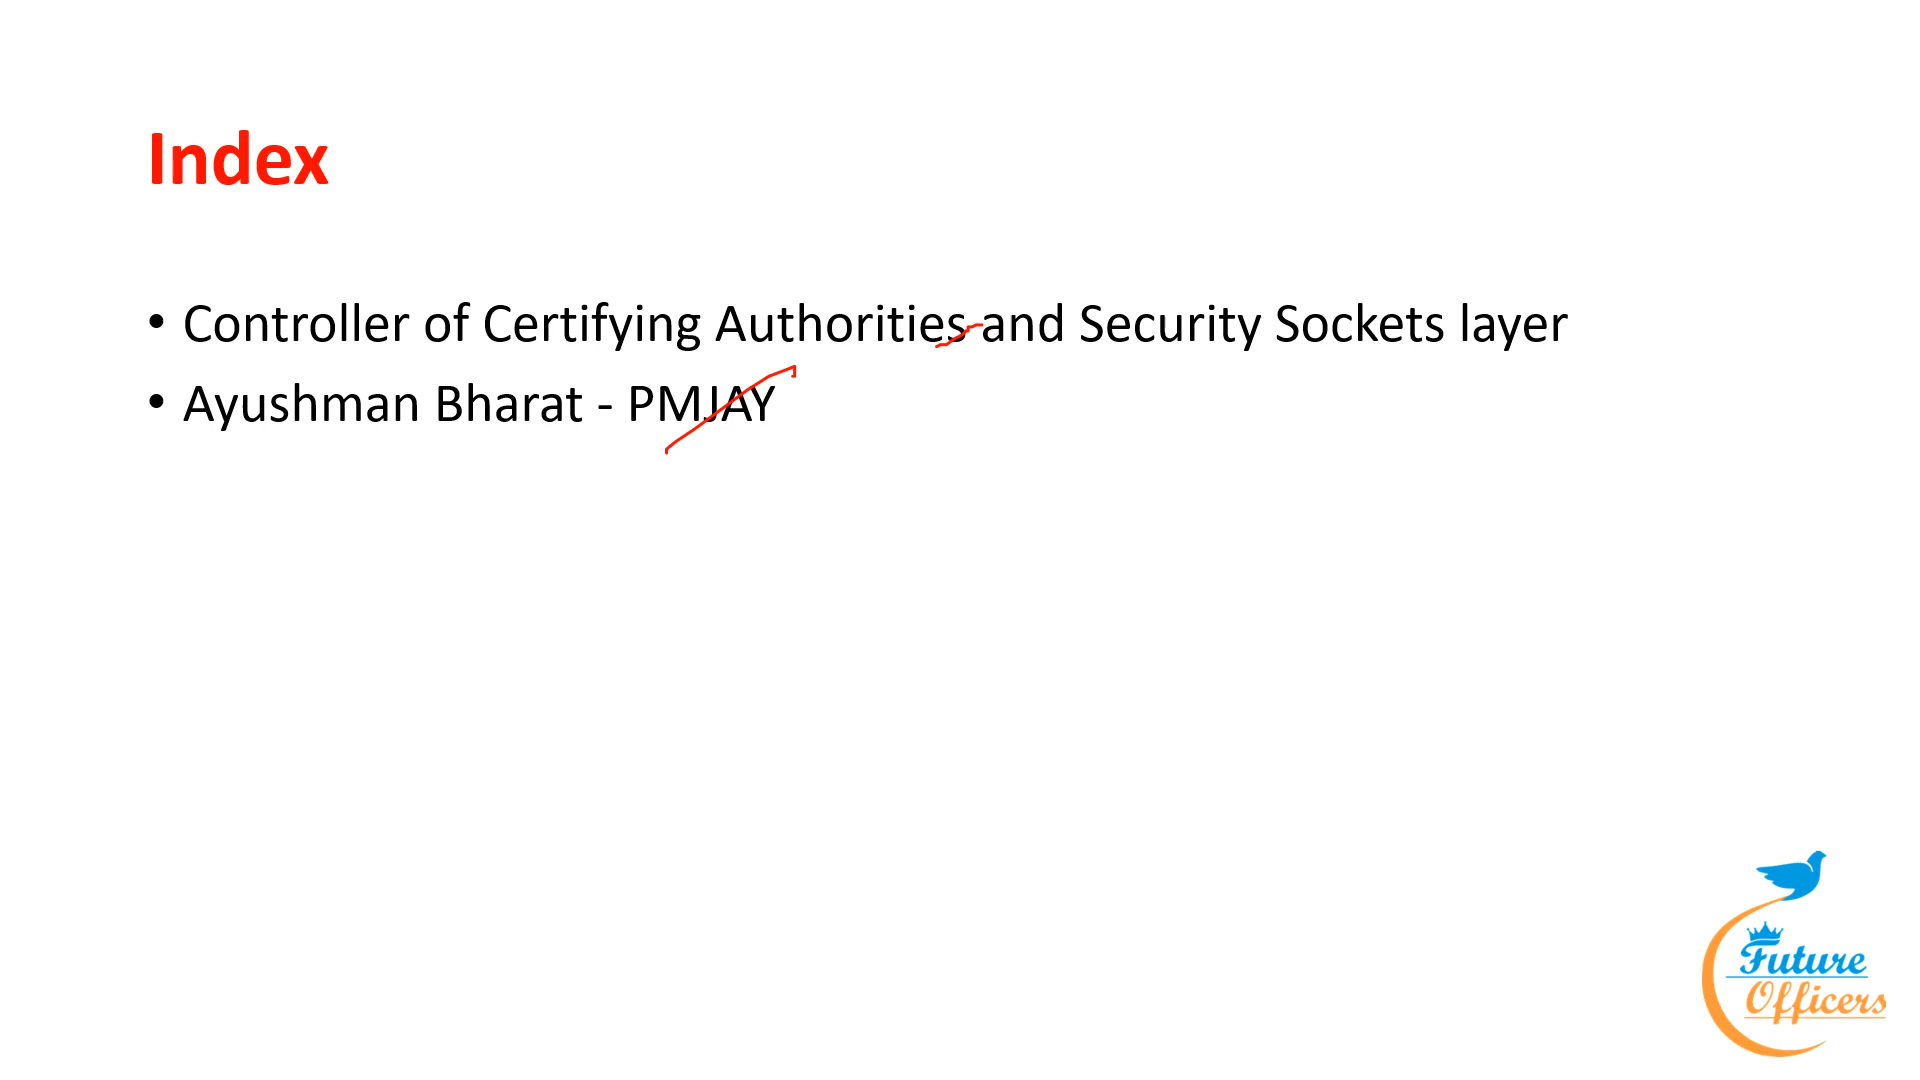 Index
• Controller of Certifying Authorities and Security Sockets layer
• Ayushman Bharat - PMJAY
Future
Officers